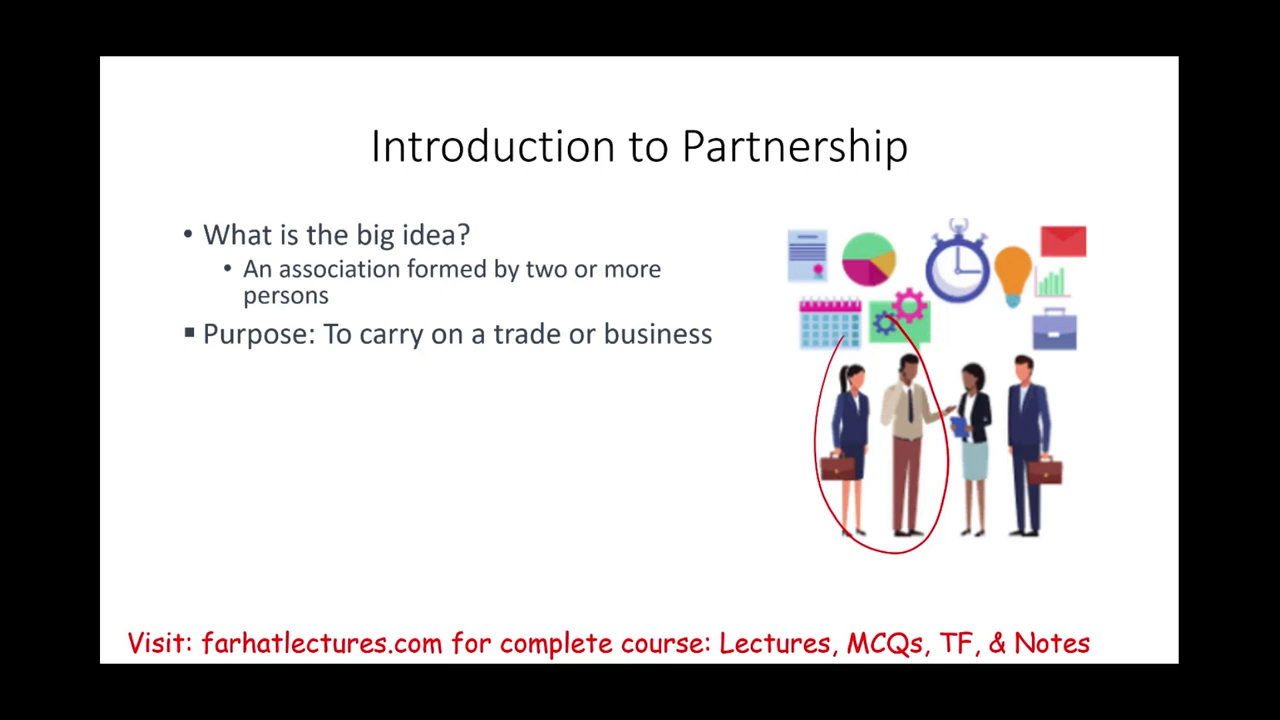 Introduction to Partnership
• What is the big idea?
• An association formed by two or more
persons
▪ Purpose: To carry on a trade or business
Visit: farhatlectures.com for complete course: Lectures, MCQs, TF, & Notes